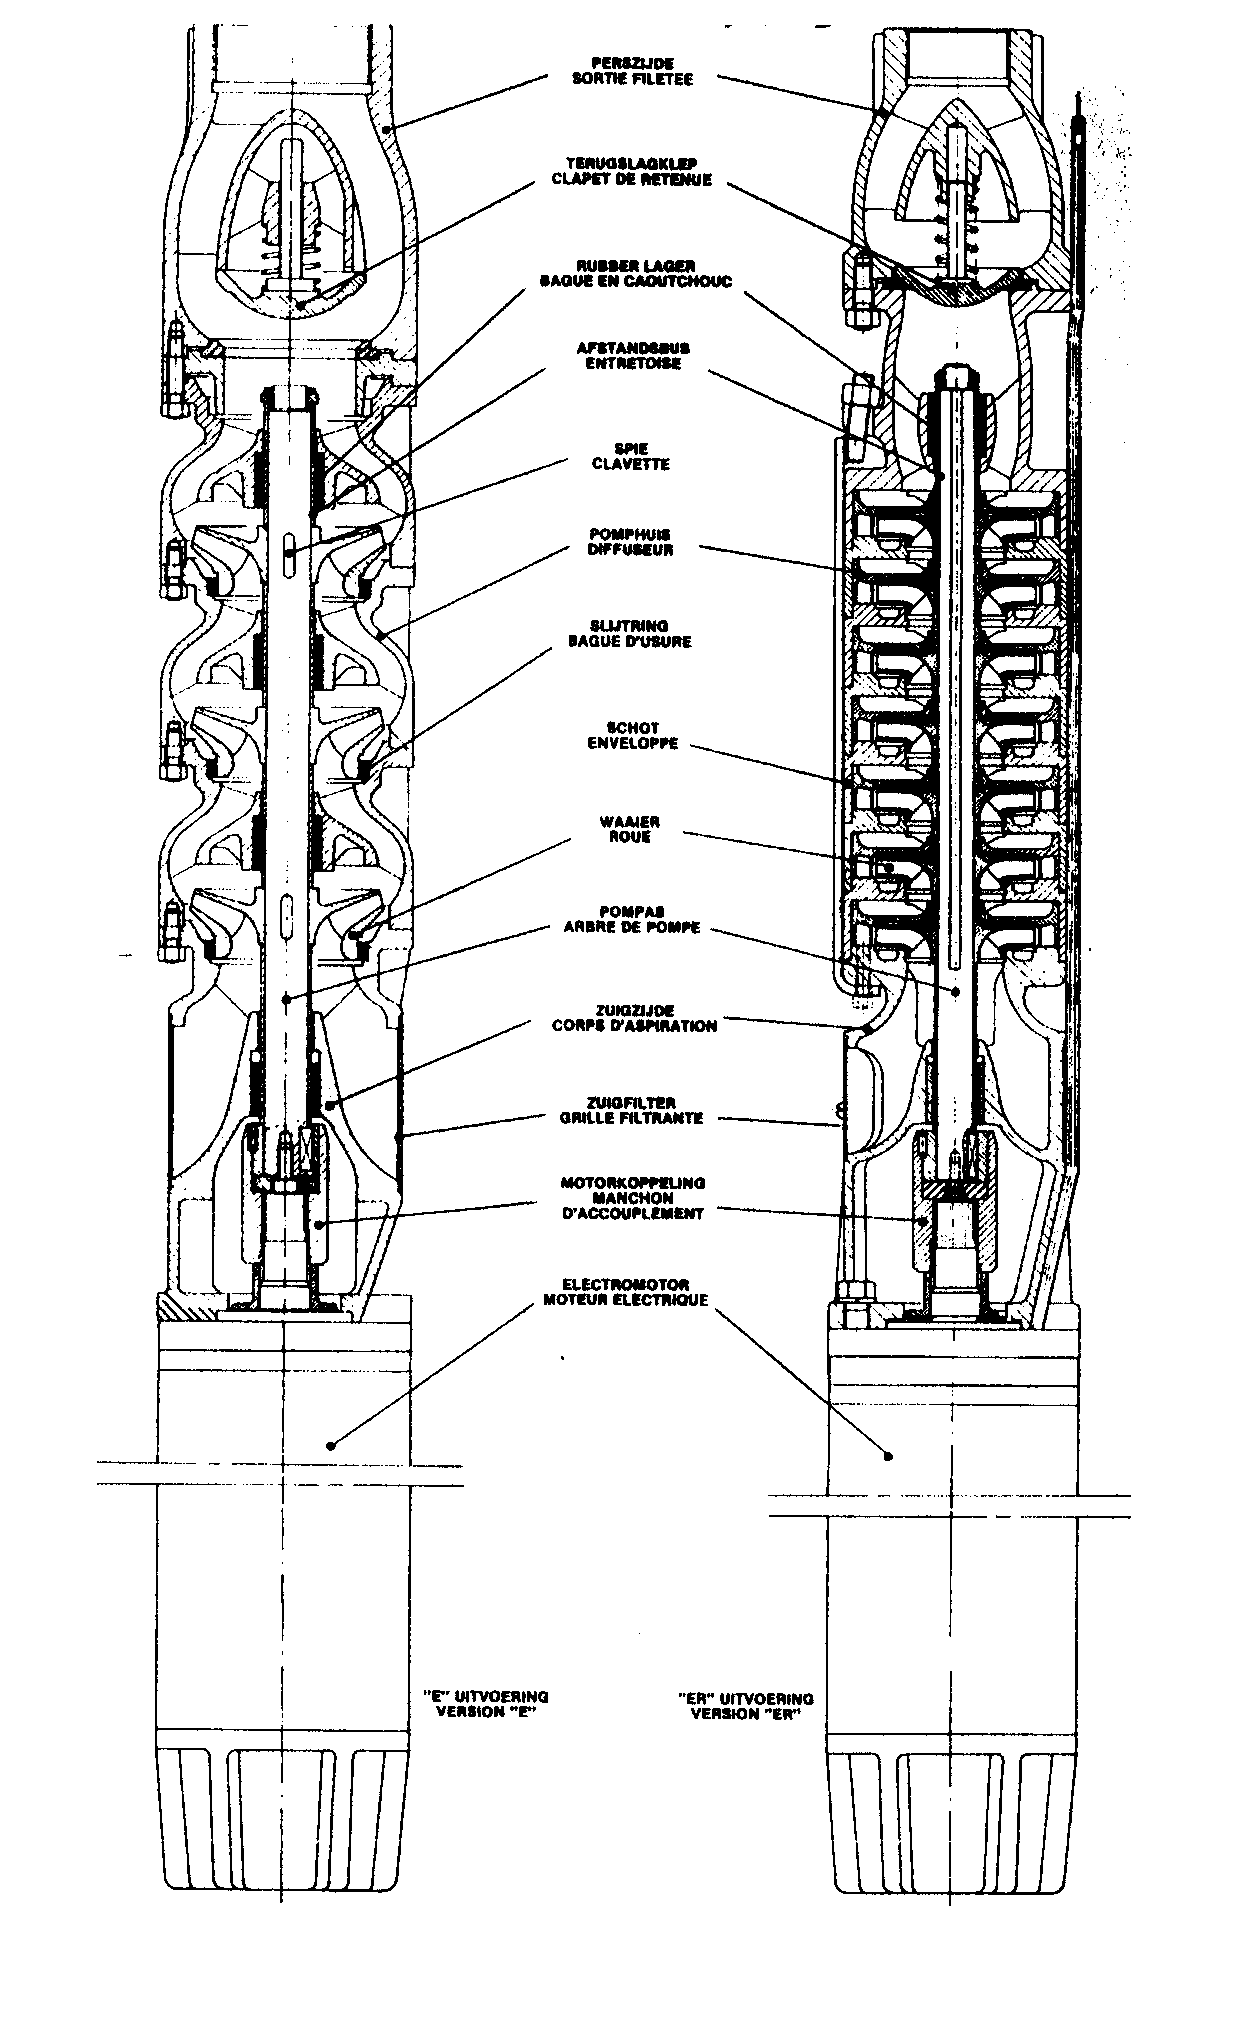 PERSZIJDE
SORTIE FILETEE
TERUGSLAGKLEP
CLAPET DE RETENUE
RUBBER LAGER
BAGUE EN CAOUTCHOUC
AFSTANDSBUS
ENTRETOISE
SPIE
CLAVETTE
POMPHUIS
DIFFUSEUR
SLIJTRING
BAGUE D'USURE
SCHOT
ENVELOPPE
WAAIER
ROUE
POMPAS
ARBRE DE POMPE
ZUIGZIJDE
CORPS D'ASPIRATION
ZUIGFILTER
GRILLE FILTRANTE
MOTORKOPPELING
MANCHON
D'ACCOUPLEMENT
ELECTROMOTOR
MOTEUR ELECTRIQUE
"E" UITVOERING
VERSION "E"
"ER" UITVOERING
VERSION "ER"